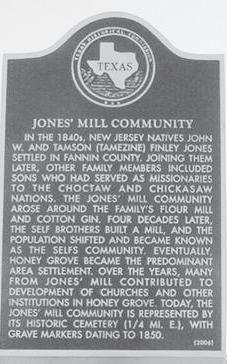 TEXAS HISTORICAL COMMISSION
TEXAS
JONES' MILL COMMUNITY
IN THE 1840s, NEW JERSEY NATIVES JOHN
W. AND TAMSON (TAMEZINE) FINLEY JONES
SETTLED IN FANNIN COUNTY. JOINING THEM
LATER, OTHER FAMILY MEMBERS INCLUDED
SONS WHO HAD SERVED AS MISSIONARIES
TO THE CHOCTAW AND CHICKASAW
NATIONS. THE JONES' MILL COMMUNITY
AROSE AROUND THE FAMILY'S FLOUR MILL
AND COTTON GIN. FOUR DECADES LATER,
THE SELF BROTHERS BUILT A MILL, AND THE
POPULATION SHIFTED AND BECAME KNOWN
AS THE SELFS COMMUNITY. EVENTUALLY,
HONEY GROVE BECAME THE PREDOMINANT
AREA SETTLEMENT. OVER THE YEARS, MANY
FROM JONES' MILL CONTRIBUTED TO
DEVELOPMENT OF CHURCHES AND OTHER
INSTITUTIONS IN HONEY GROVE. TODAY, THE
JONES' MILL COMMUNITY IS REPRESENTED BY
ITS HISTORIC CEMETERY (1/4 MI. E.), WITH
GRAVE MARKERS DATING TO 1850.
(2006)